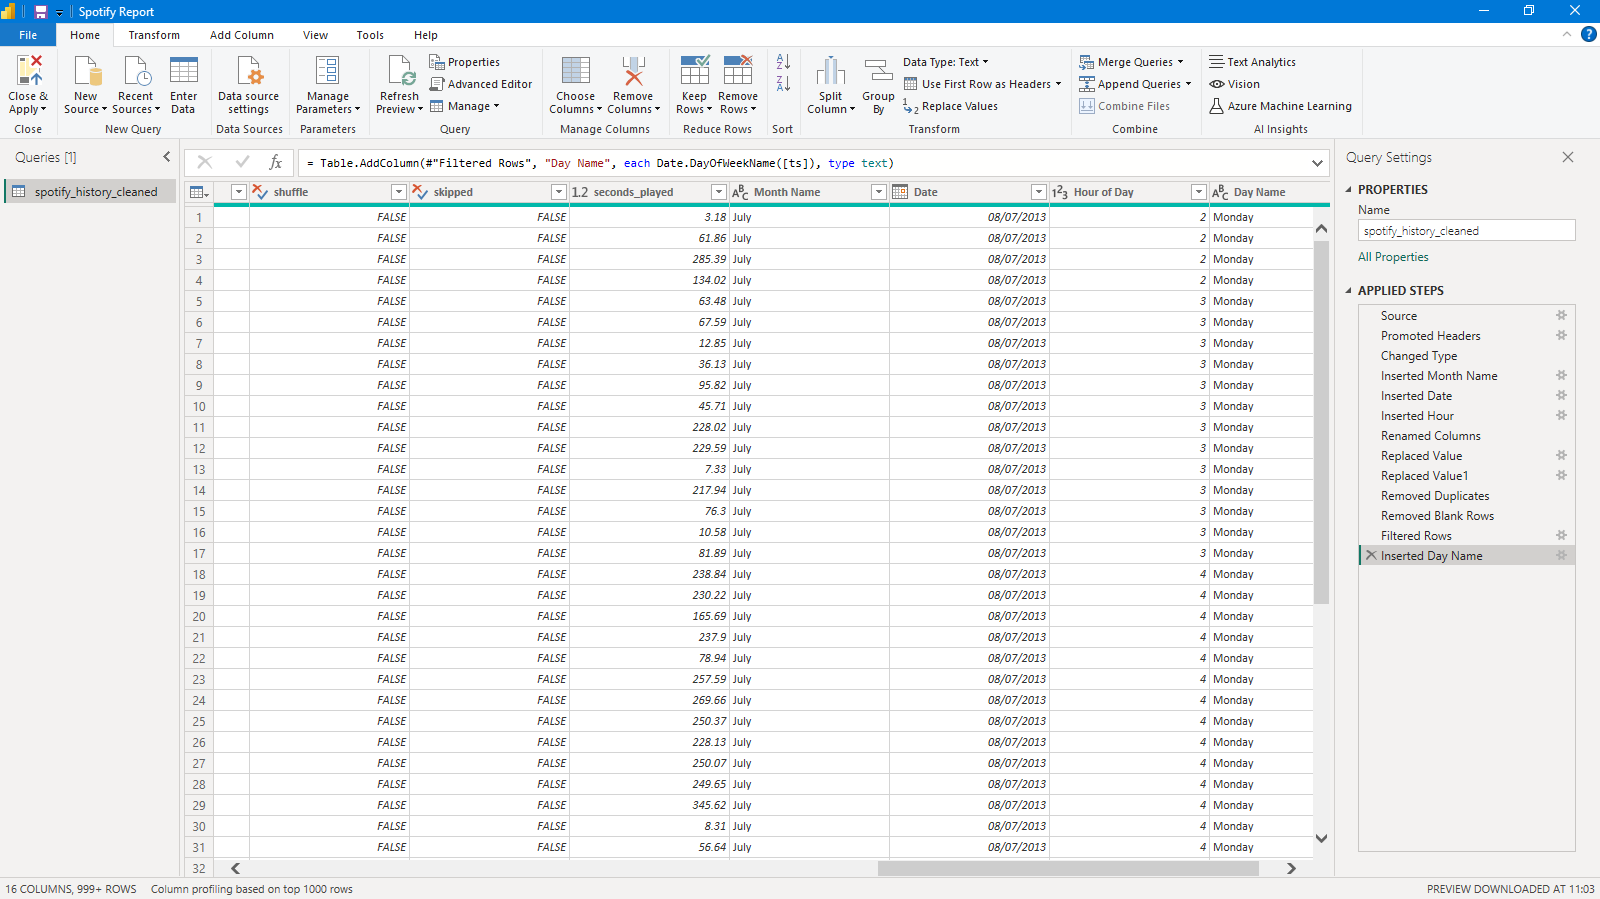 Spotify Report
File Home Transform Add Column View Tools Help
Close & Apply
New Source
Recent Sources
Enter Data
Data source settings
Manage Parameters
Refresh Preview
Properties
Advanced Editor
Manage
Choose Columns
Remove Columns
Keep Rows
Remove Rows
Split Column
Group By
Data Type: Text
Use First Row as Headers
Replace Values
Merge Queries
Append Queries
Combine Files
Text Analytics
Vision
Azure Machine Learning
Close New Query Data Sources Parameters Query Manage Columns Reduce Rows Sort Transform Combine AI Insights
Queries [1]
spotify_history_cleaned
fx = Table.AddColumn(#"Filtered Rows", "Day Name", each Date.DayOfWeekName([ts]), type text)
shuffle skipped 1.2 seconds_played ABC Month Name Date 123 Hour of Day ABC Day Name
1 FALSE FALSE 3.18 July 08/07/2013 2 Monday
2 FALSE FALSE 61.86 July 08/07/2013 2 Monday
3 FALSE FALSE 285.39 July 08/07/2013 2 Monday
4 FALSE FALSE 134.02 July 08/07/2013 2 Monday
5 FALSE FALSE 63.48 July 08/07/2013 3 Monday
6 FALSE FALSE 67.59 July 08/07/2013 3 Monday
7 FALSE FALSE 12.85 July 08/07/2013 3 Monday
8 FALSE FALSE 36.13 July 08/07/2013 3 Monday
9 FALSE FALSE 95.82 July 08/07/2013 3 Monday
10 FALSE FALSE 45.71 July 08/07/2013 3 Monday
11 FALSE FALSE 228.02 July 08/07/2013 3 Monday
12 FALSE FALSE 229.59 July 08/07/2013 3 Monday
13 FALSE FALSE 7.33 July 08/07/2013 3 Monday
14 FALSE FALSE 217.94 July 08/07/2013 3 Monday
15 FALSE FALSE 76.3 July 08/07/2013 3 Monday
16 FALSE FALSE 10.58 July 08/07/2013 3 Monday
17 FALSE FALSE 81.89 July 08/07/2013 3 Monday
18 FALSE FALSE 238.84 July 08/07/2013 4 Monday
19 FALSE FALSE 230.22 July 08/07/2013 4 Monday
20 FALSE FALSE 165.69 July 08/07/2013 4 Monday
21 FALSE FALSE 237.9 July 08/07/2013 4 Monday
22 FALSE FALSE 78.94 July 08/07/2013 4 Monday
23 FALSE FALSE 257.59 July 08/07/2013 4 Monday
24 FALSE FALSE 269.66 July 08/07/2013 4 Monday
25 FALSE FALSE 250.37 July 08/07/2013 4 Monday
26 FALSE FALSE 228.13 July 08/07/2013 4 Monday
27 FALSE FALSE 250.07 July 08/07/2013 4 Monday
28 FALSE FALSE 249.65 July 08/07/2013 4 Monday
29 FALSE FALSE 345.62 July 08/07/2013 4 Monday
30 FALSE FALSE 8.31 July 08/07/2013 4 Monday
31 FALSE FALSE 56.64 July 08/07/2013 4 Monday
32
Query Settings
PROPERTIES
Name
spotify_history_cleaned
All Properties
APPLIED STEPS
Source
Promoted Headers
Changed Type
Inserted Month Name
Inserted Date
Inserted Hour
Renamed Columns
Replaced Value
Replaced Value1
Removed Duplicates
Removed Blank Rows
Filtered Rows
Inserted Day Name
16 COLUMNS, 999+ ROWS Column profiling based on top 1000 rows PREVIEW DOWNLOADED AT 11:03